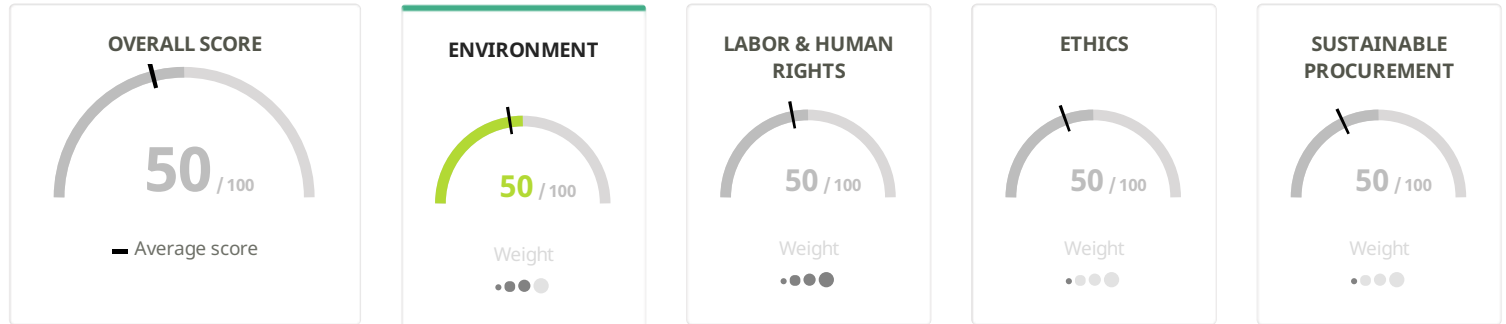 OVERALL SCORE
50 / 100
Average score
ENVIRONMENT
50 / 100
Weight
LABOR & HUMAN
RIGHTS
50 / 100
Weight
ETHICS
50 / 100
Weight
SUSTAINABLE
PROCUREMENT
50 / 100
Weight